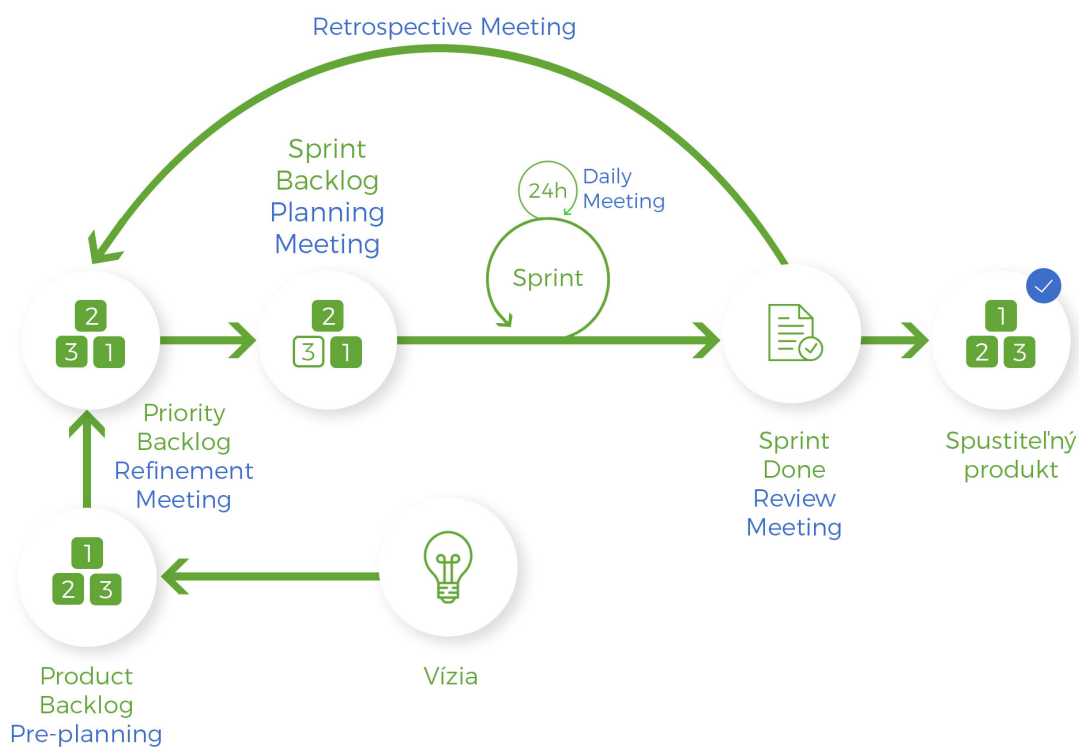 Retrospective Meeting
Sprint
Backlog
Planning
Meeting
24h
Daily
Meeting
Sprint
2
3 1
2
3 1
1
2 3
Priority
Backlog
Refinement
Meeting
Sprint
Done
Review
Meeting
Spustiteľný
produkt
1
2 3
Product
Backlog
Pre-planning
Vízia